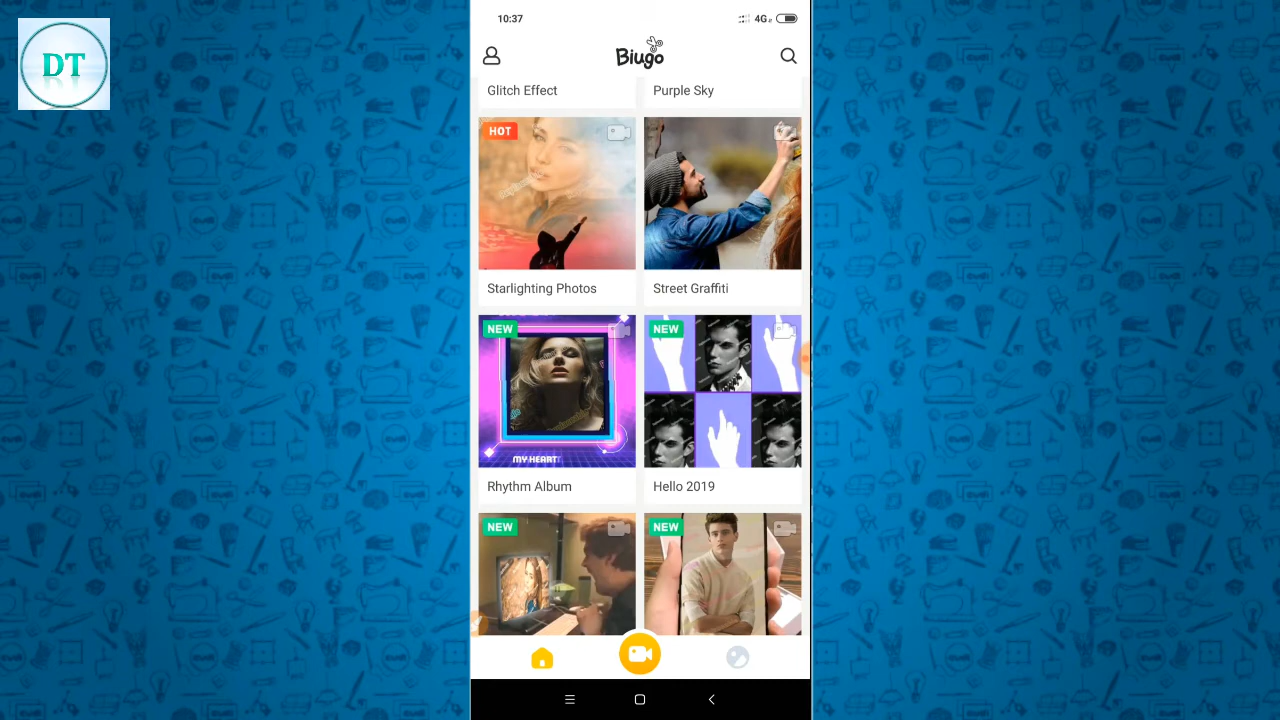 DT
10:37
4G
Biugo
Glitch Effect
Purple Sky
HOT
Starlighting Photos
Street Graffiti
NEW
NEW
MY HEART
Rhythm Album
Hello 2019
NEW
NEW